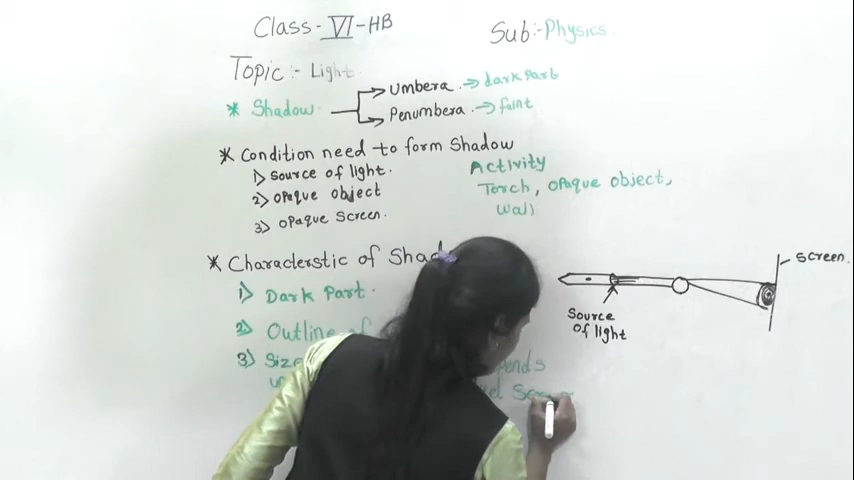 Class-VI-HB
Sub:-Physics
Topic:- Light
* Shadow
Umbera → dark Part
Penumbera → faint
* Condition need to form Shadow
1) Source of light.
2) Opaque Object
3) Opaque Screen.
Activity
Torch, Opaque Object,
Wall
* Characterstic of Shad
1) Dark Part.
2) Outline of
3) Size
Screen.
Source
of light